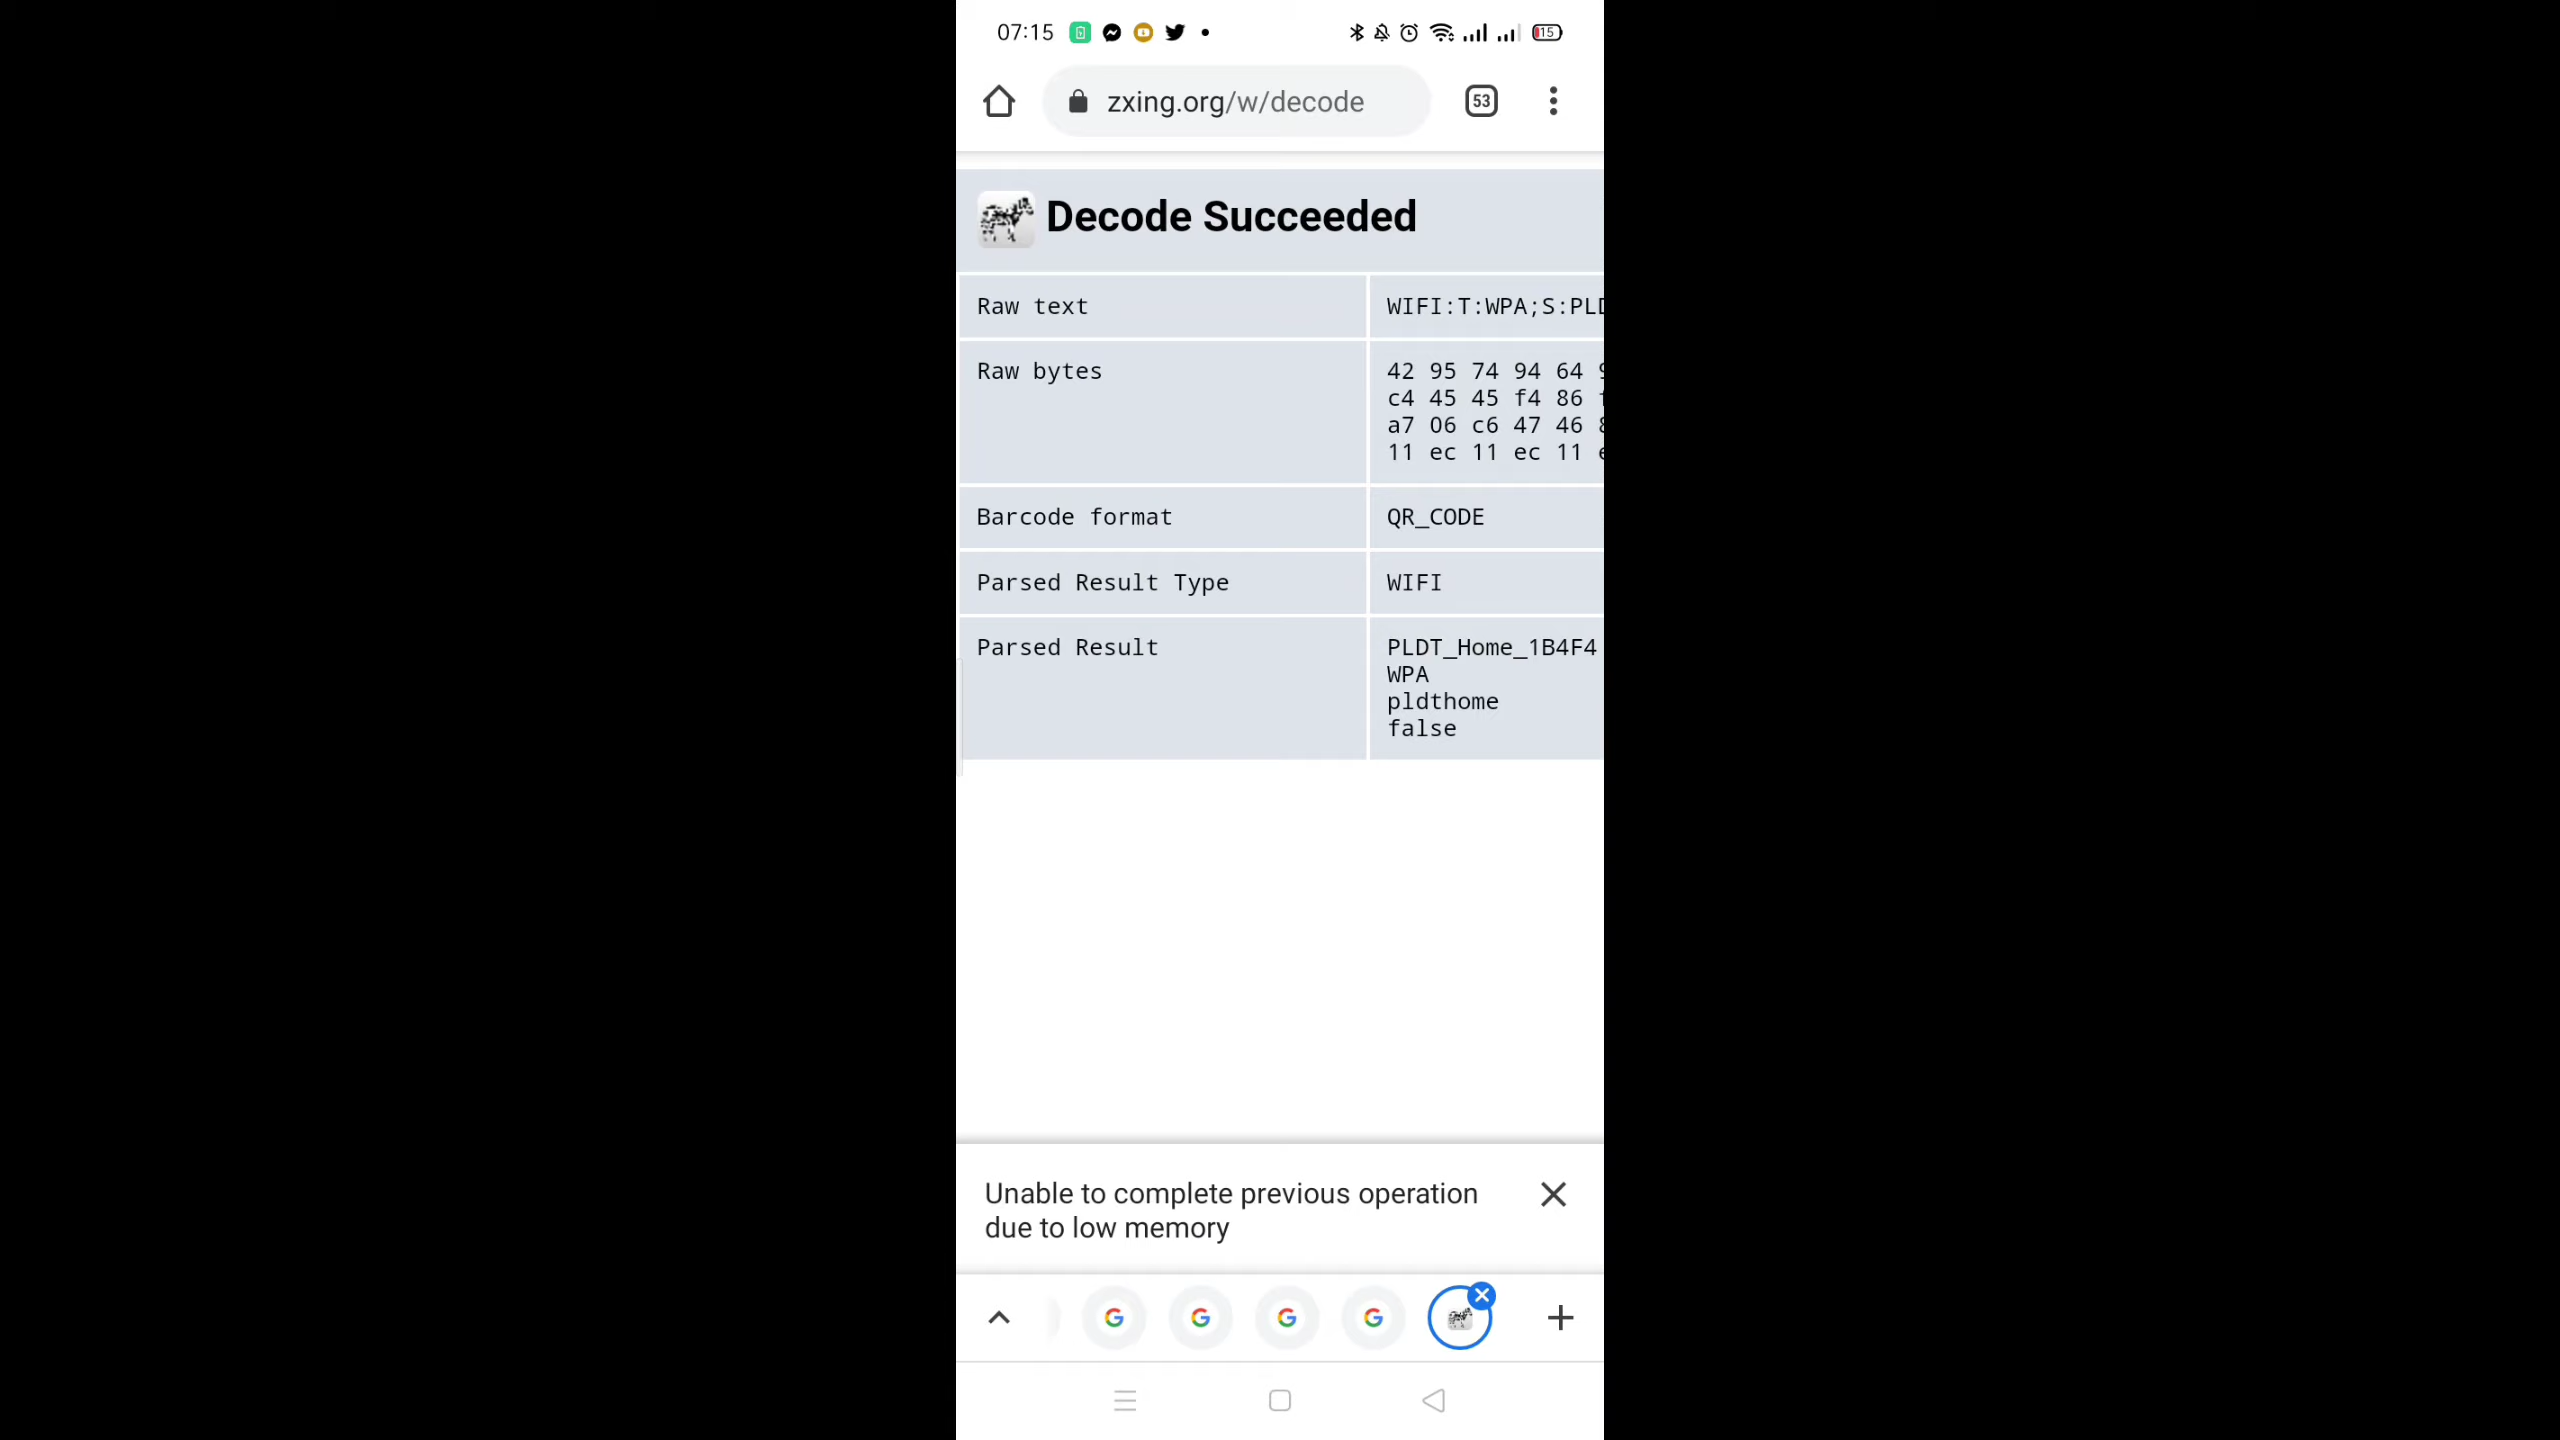 07:15
15
zxing.org/w/decode
53
Decode Succeeded
Raw text
WIFI:T:WPA;S:PLD
Raw bytes
42 95 74 94 64
c4 45 45 f4 86
a7 06 c6 47 46
11 ec 11 ec 11
Barcode format
QR_CODE
Parsed Result Type
WIFI
Parsed Result
PLDT_Home_1B4F4
WPA
pldthome
false
Unable to complete previous operation
due to low memory